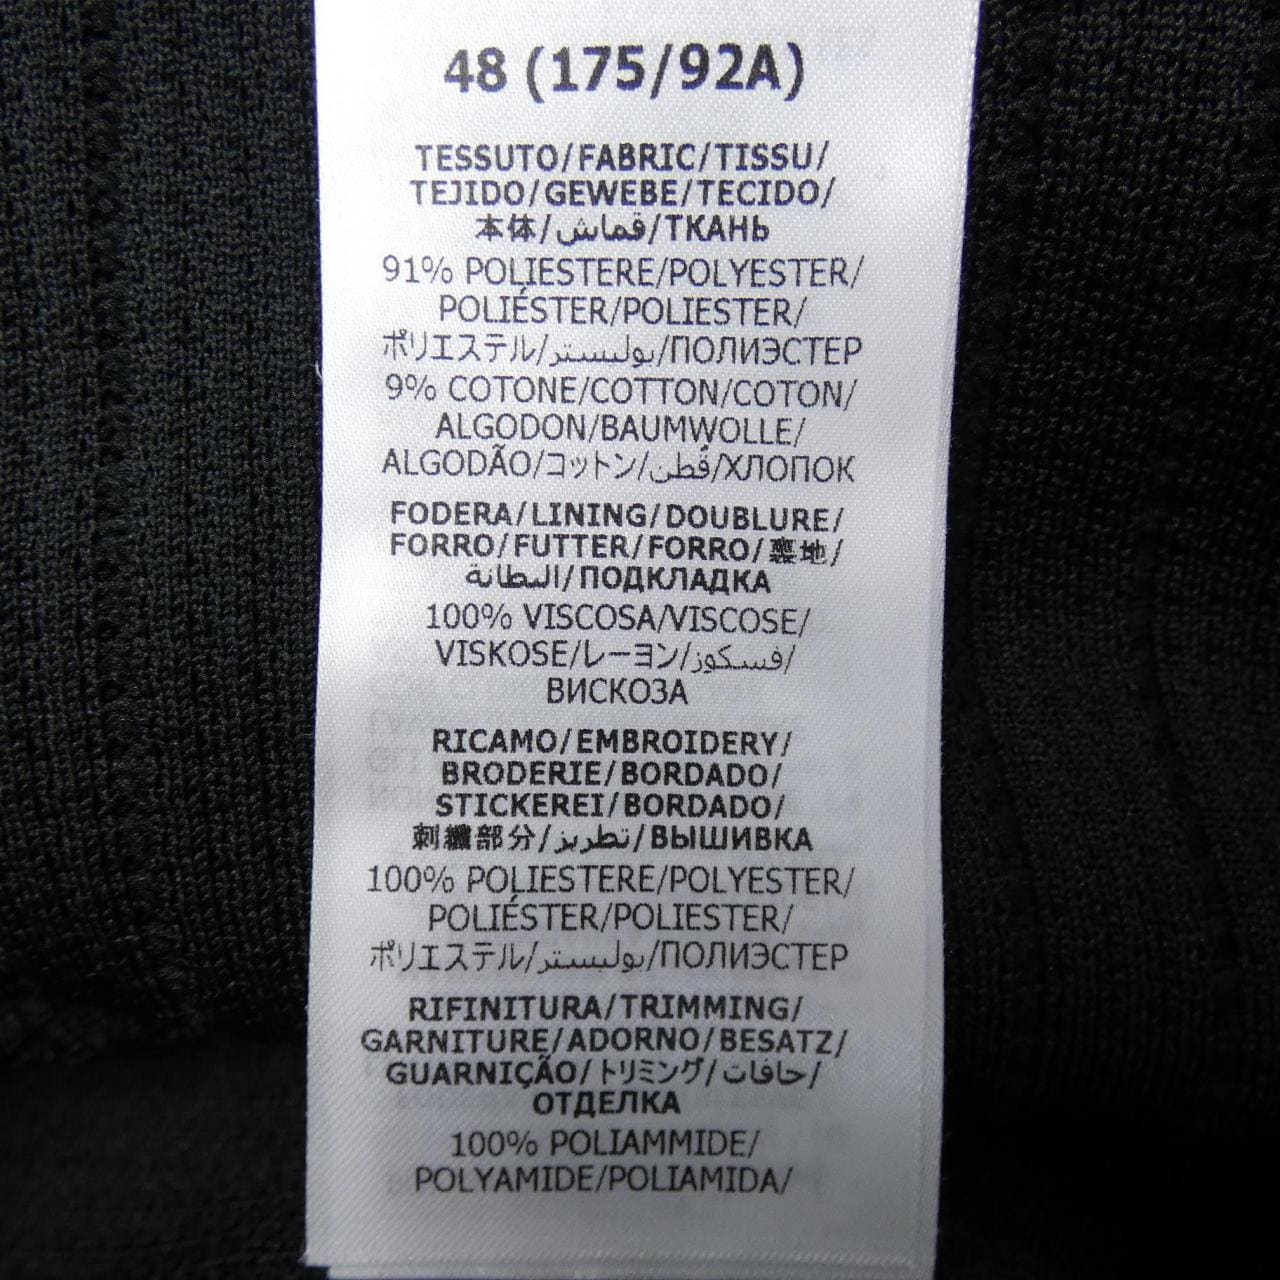 48 (175/92A)
TESSUTO/FABRIC/TISSU/
TEJIDO/GEWEBE/TECIDO/
本体/قماش/ТКАНЬ
91% POLIESTERE/POLYESTER/
POLIÉSTER/POLIESTER/
ポリエステル/بوليستر/ПОЛИЭСТЕР
9% COTONE/COTTON/COTON/
ALGODON/BAUMWOLLE/
ALGODÃO/コットン/قطن/ХЛОПОК
FODERA/LINING/DOUBLURE/
FORRO/FUTTER/FORRO/裏地/
البطانة/ПОДКЛАДКА
100% VISCOSA/VISCOSE/
VISKOSE/レーヨン/فسكوز/
ВИСКОЗА
RICAMO/EMBROIDERY/
BRODERIE/BORDADO/
STICKEREI/BORDADO/
刺繍部分/تطريز/ВЫШИВКА
100% POLIESTERE/POLYESTER/
POLIÉSTER/POLIESTER/
ポリエステル/بوليستر/ПОЛИЭСТЕР
RIFINITURA/TRIMMING/
GARNITURE/ADORNO/BESATZ/
GUARNIÇÃO/トリミング/حافات/
ОТДЕЛКА
100% POLIAMMIDE/
POLYAMIDE/POLIAMIDA/